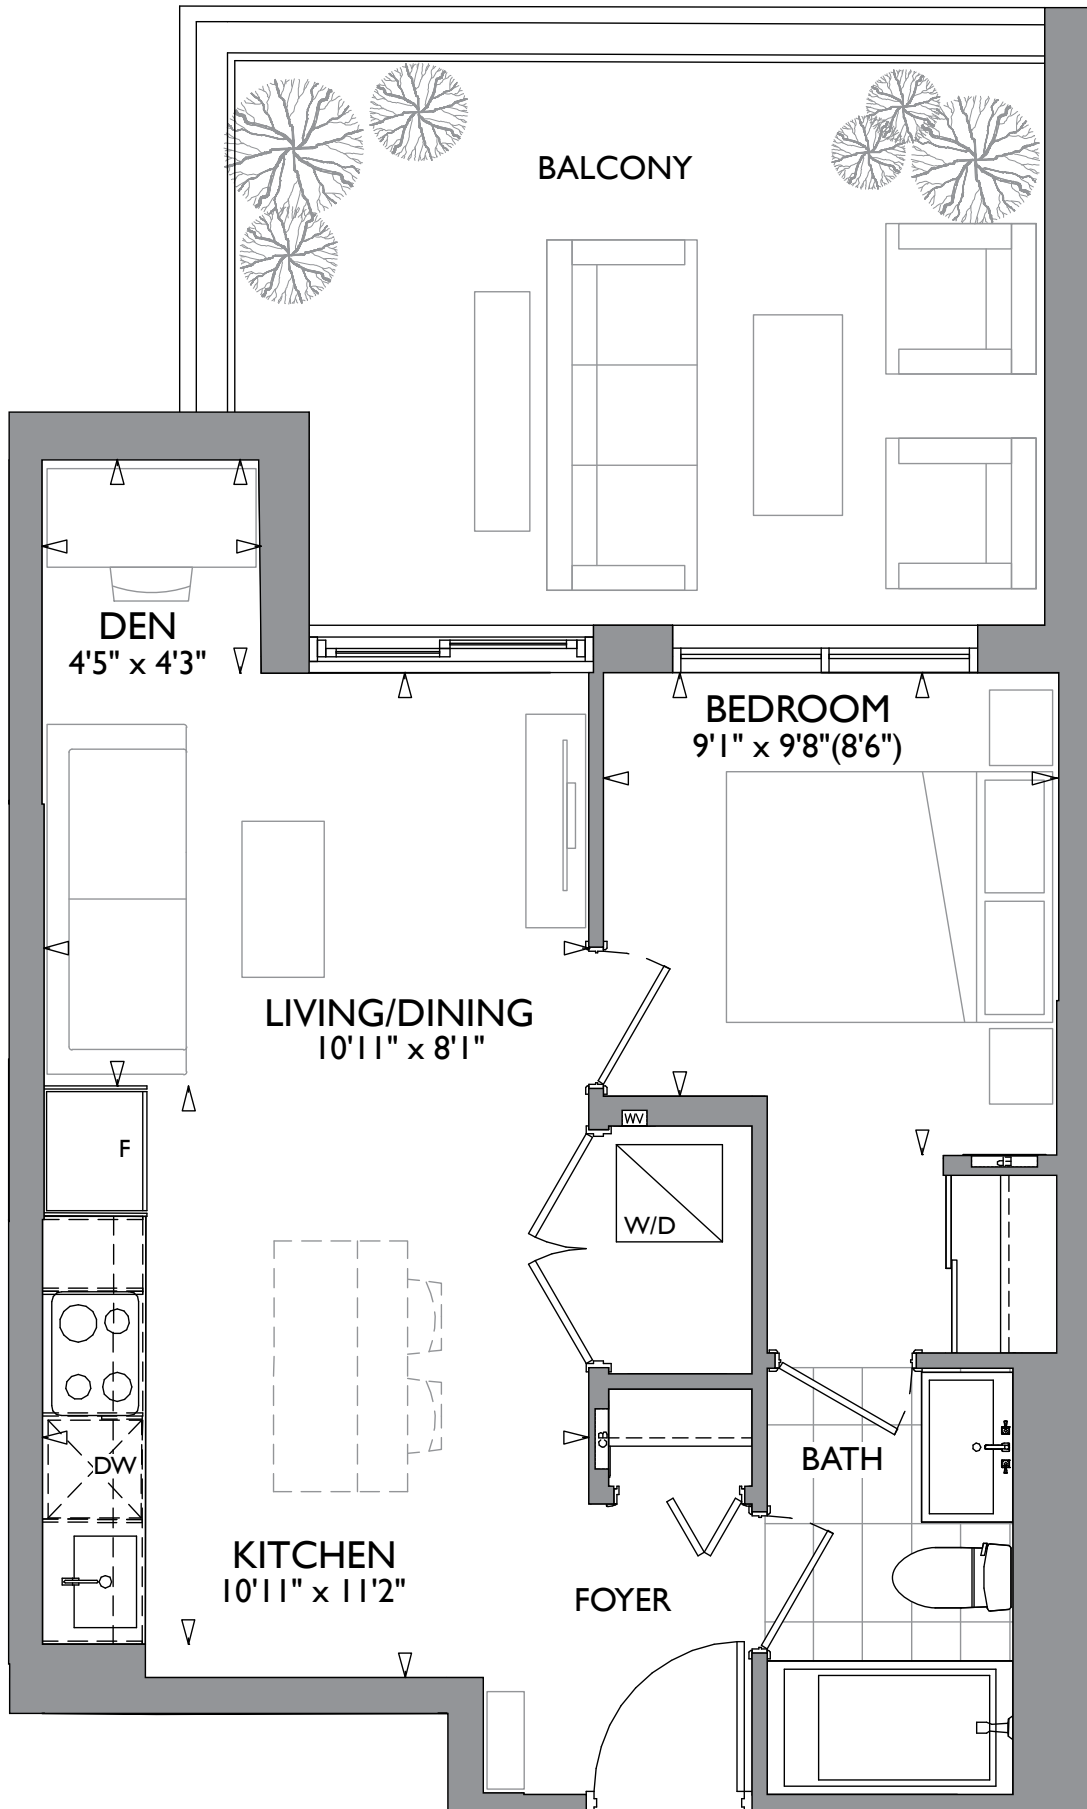 BALCONY
DEN
4'5" x 4'3"
BEDROOM
9'1" x 9'8"(8'6")
LIVING/DINING
10'11" x 8'1"
WV
F
W/D
CB
DW
BATH
KITCHEN
10'11" x 11'2"
FOYER